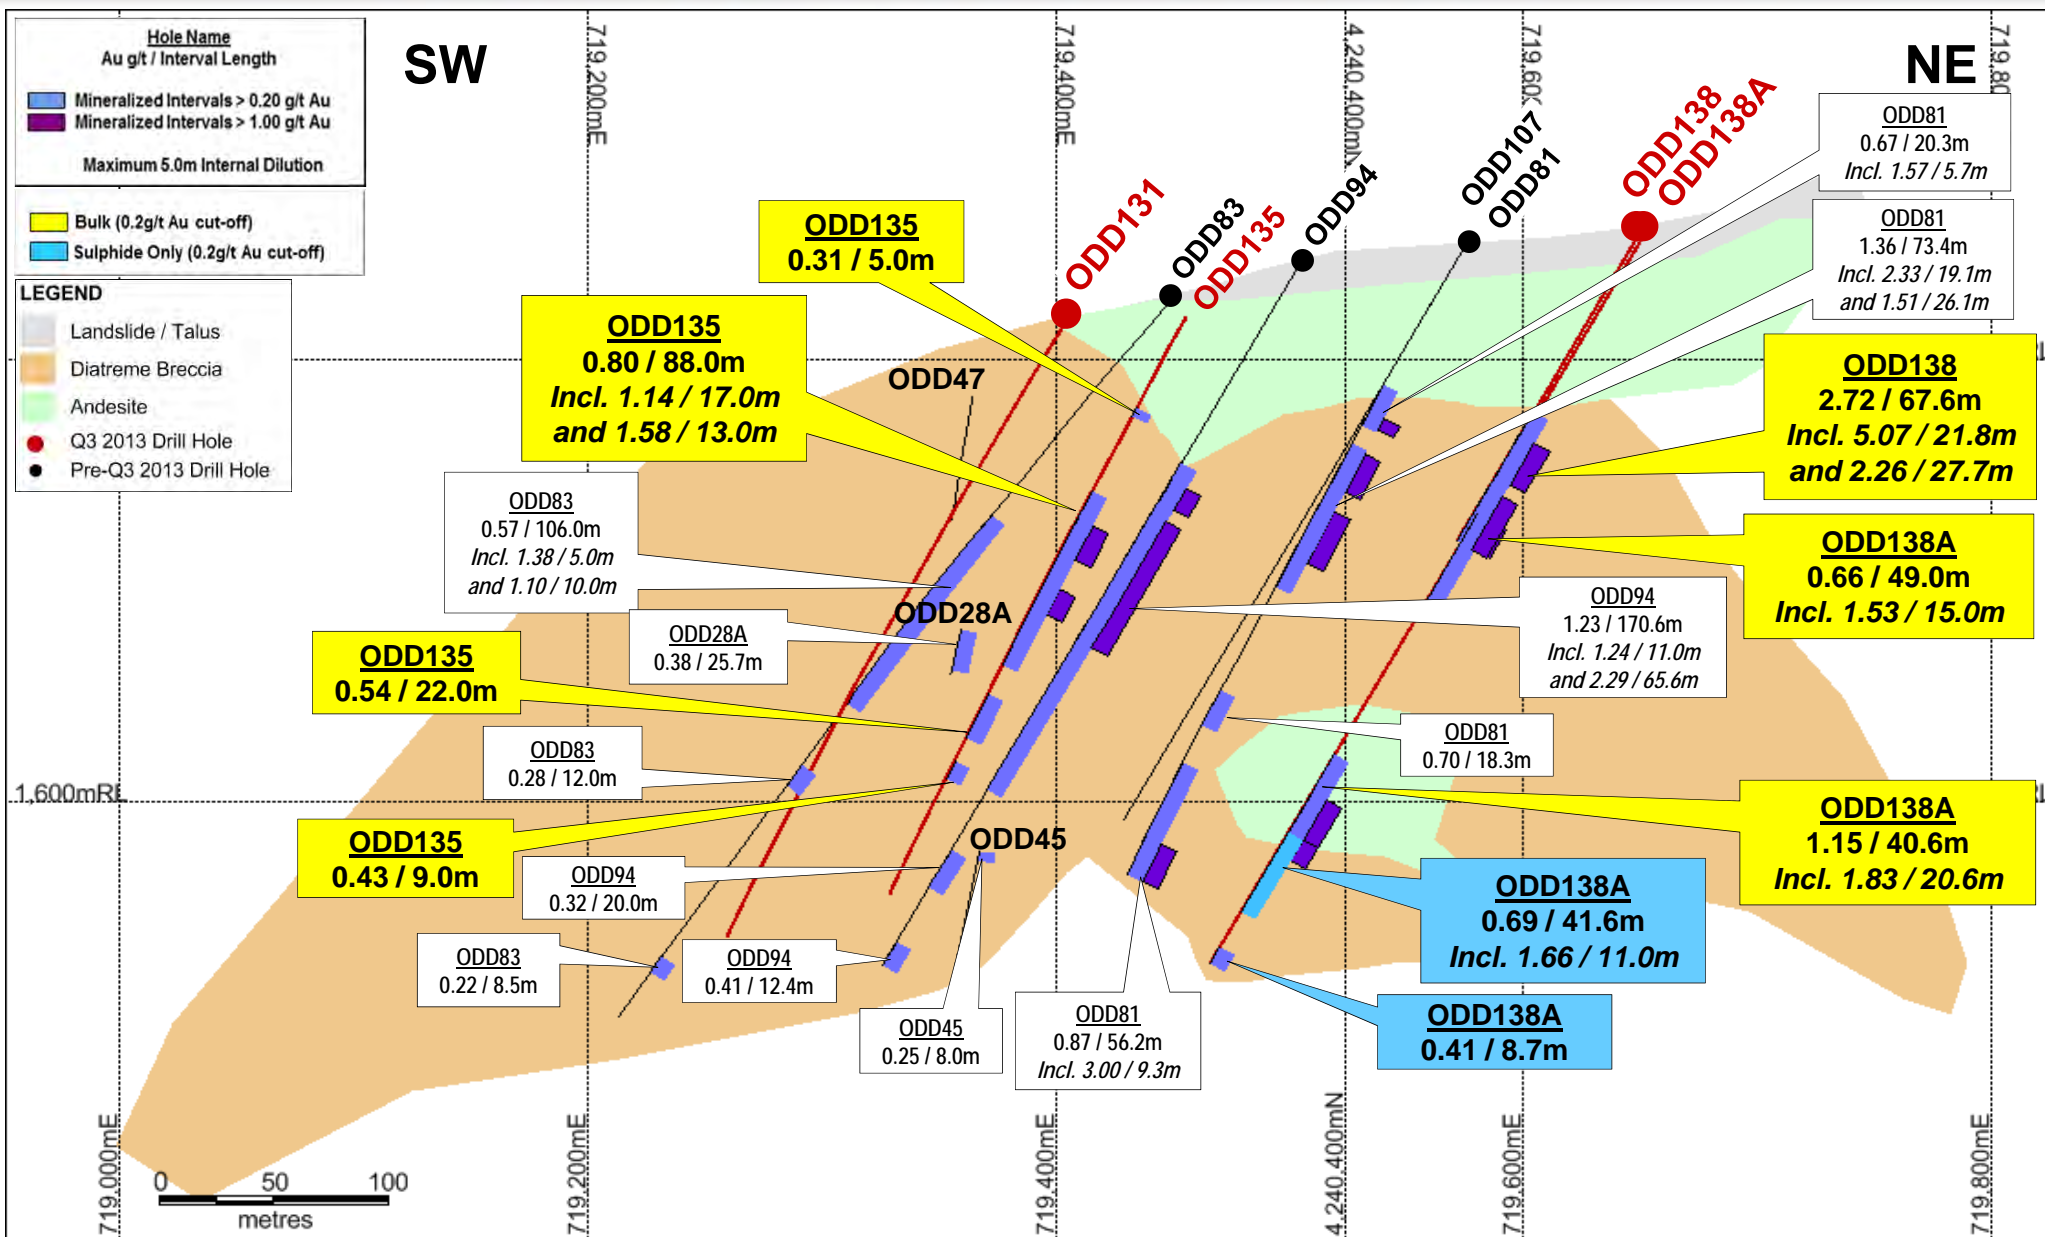 Hole Name
Au g/t / Interval Length
Mineralized Intervals > 0.20 g/t Au
Mineralized Intervals > 1.00 g/t Au
Maximum 5.0m Internal Dilution
Bulk (0.2g/t Au cut-off)
Sulphide Only (0.2g/t Au cut-off)
LEGEND
Landslide / Talus
Diatreme Breccia
Andesite
Q3 2013 Drill Hole
Pre-Q3 2013 Drill Hole
SW
NE
719,200mE
719,400mE
4,240,400mN
719,60
719,80
ODD131
ODD83
ODD135
ODD94
ODD107
ODD81
ODD138
ODD138A
ODD81
0.67 / 20.3m
Incl. 1.57 / 5.7m
ODD81
1.36 / 73.4m
Incl. 2.33 / 19.1m
and 1.51 / 26.1m
ODD135
0.31 / 5.0m
ODD135
0.80 / 88.0m
Incl. 1.14 / 17.0m
and 1.58 / 13.0m
ODD47
ODD138
2.72 / 67.6m
Incl. 5.07 / 21.8m
and 2.26 / 27.7m
ODD83
0.57 / 106.0m
Incl. 1.38 / 5.0m
and 1.10 / 10.0m
ODD138A
0.66 / 49.0m
Incl. 1.53 / 15.0m
ODD28A
ODD28A
0.38 / 25.7m
ODD94
1.23 / 170.6m
Incl. 1.24 / 11.0m
and 2.29 / 65.6m
ODD135
0.54 / 22.0m
ODD81
0.70 / 18.3m
ODD83
0.28 / 12.0m
1,600mRL
ODD138A
1.15 / 40.6m
Incl. 1.83 / 20.6m
ODD135
0.43 / 9.0m
ODD45
ODD94
0.32 / 20.0m
ODD138A
0.69 / 41.6m
Incl. 1.66 / 11.0m
ODD83
0.22 / 8.5m
ODD94
0.41 / 12.4m
ODD45
0.25 / 8.0m
ODD81
0.87 / 56.2m
Incl. 3.00 / 9.3m
ODD138A
0.41 / 8.7m
719,000mE
719,200mE
719,400mE
4,240,400mN
719,600mE
719,800mE
0 50 100
metres